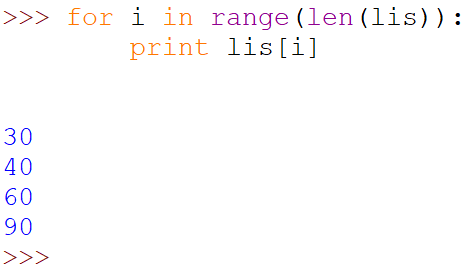 >>> for i in range(len(lis)):
        print lis[i]
30
40
60
90
>>>